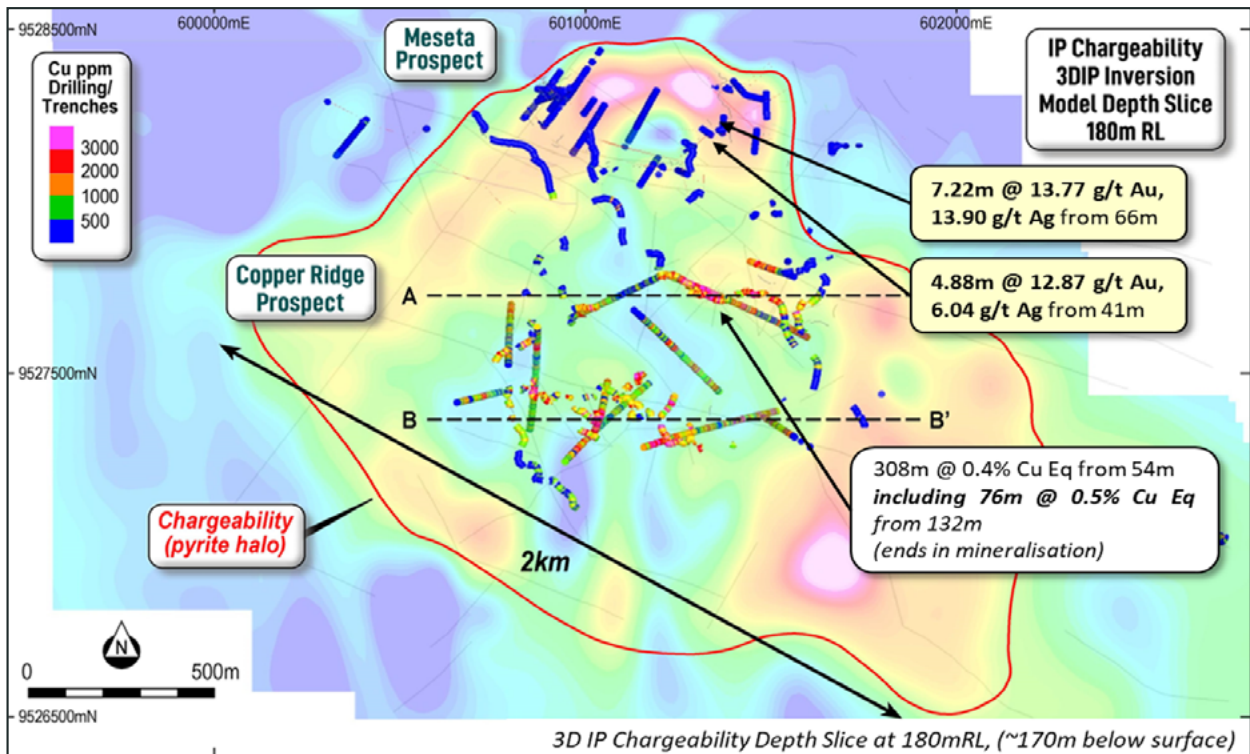 600000mE
601000mE
602000mE
9528500mN
Meseta
Prospect
IP Chargeability
3DIP Inversion
Model Depth Slice
180m RL
Cu ppm
Drilling/
Trenches
3000
2000
1000
500
7.22m @ 13.77 g/t Au,
13.90 g/t Ag from 66m
Copper Ridge
Prospect
A
4.88m @ 12.87 g/t Au,
6.04 g/t Ag from 41m
9527500mN
B
B'
308m @ 0.4% Cu Eq from 54m
including 76m @ 0.5% Cu Eq
from 132m
(ends in mineralisation)
Chargeability
(pyrite halo)
2km
N
0
500m
9526500mN
3D IP Chargeability Depth Slice at 180mRL, (~170m below surface)